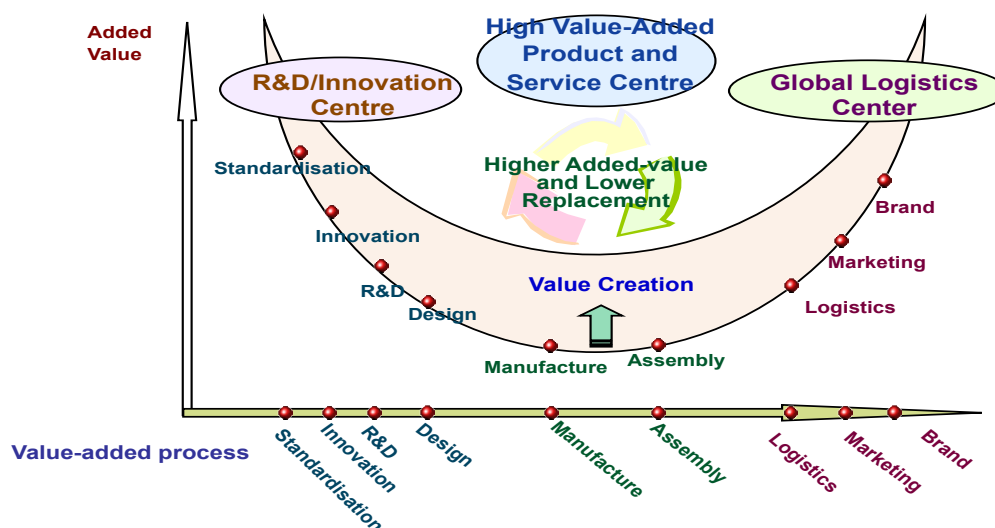 Added
Value
High Value-Added
Product and
Service Centre
R&D/Innovation
Centre
Global Logistics
Center
Higher Added-value
and Lower
Replacement
Standardisation
Innovation
R&D
Design
Manufacture
Assembly
Value Creation
Brand
Marketing
Logistics
Value-added process
Standardisation
Innovation
R&D
Design
Manufacture
Assembly
Logistics
Marketing
Brand